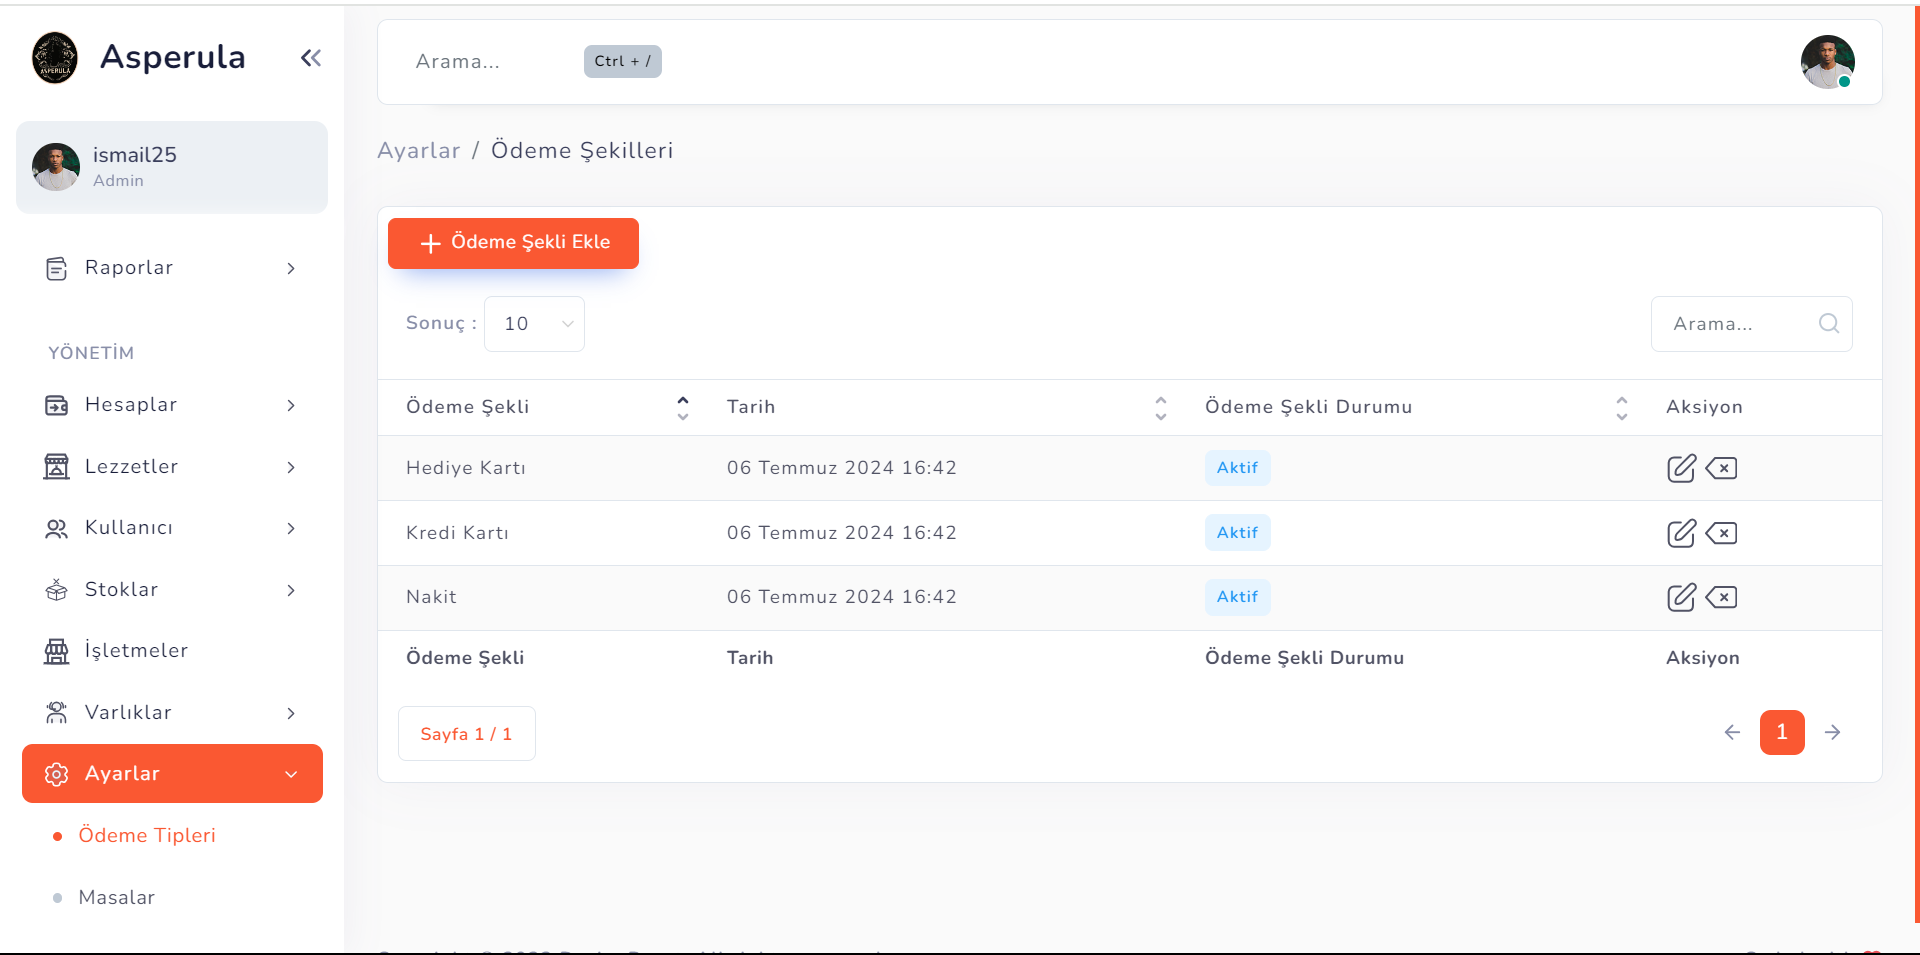 Asperula
ismail25
Admin
Raporlar
YÖNETİM
Hesaplar
Lezzetler
Kullanıcı
Stoklar
İşletmeler
Varlıklar
Ayarlar
Ödeme Tipleri
Masalar
Arama... Ctrl + /
Ayarlar / Ödeme Şekilleri
Ödeme Şekli Ekle
Sonuç : 10 Arama...
Ödeme Şekli Tarih Ödeme Şekli Durumu Aksiyon
Hediye Kartı 06 Temmuz 2024 16:42 Aktif
Kredi Kartı 06 Temmuz 2024 16:42 Aktif
Nakit 06 Temmuz 2024 16:42 Aktif
Ödeme Şekli Tarih Ödeme Şekli Durumu Aksiyon
Sayfa 1 / 1 1